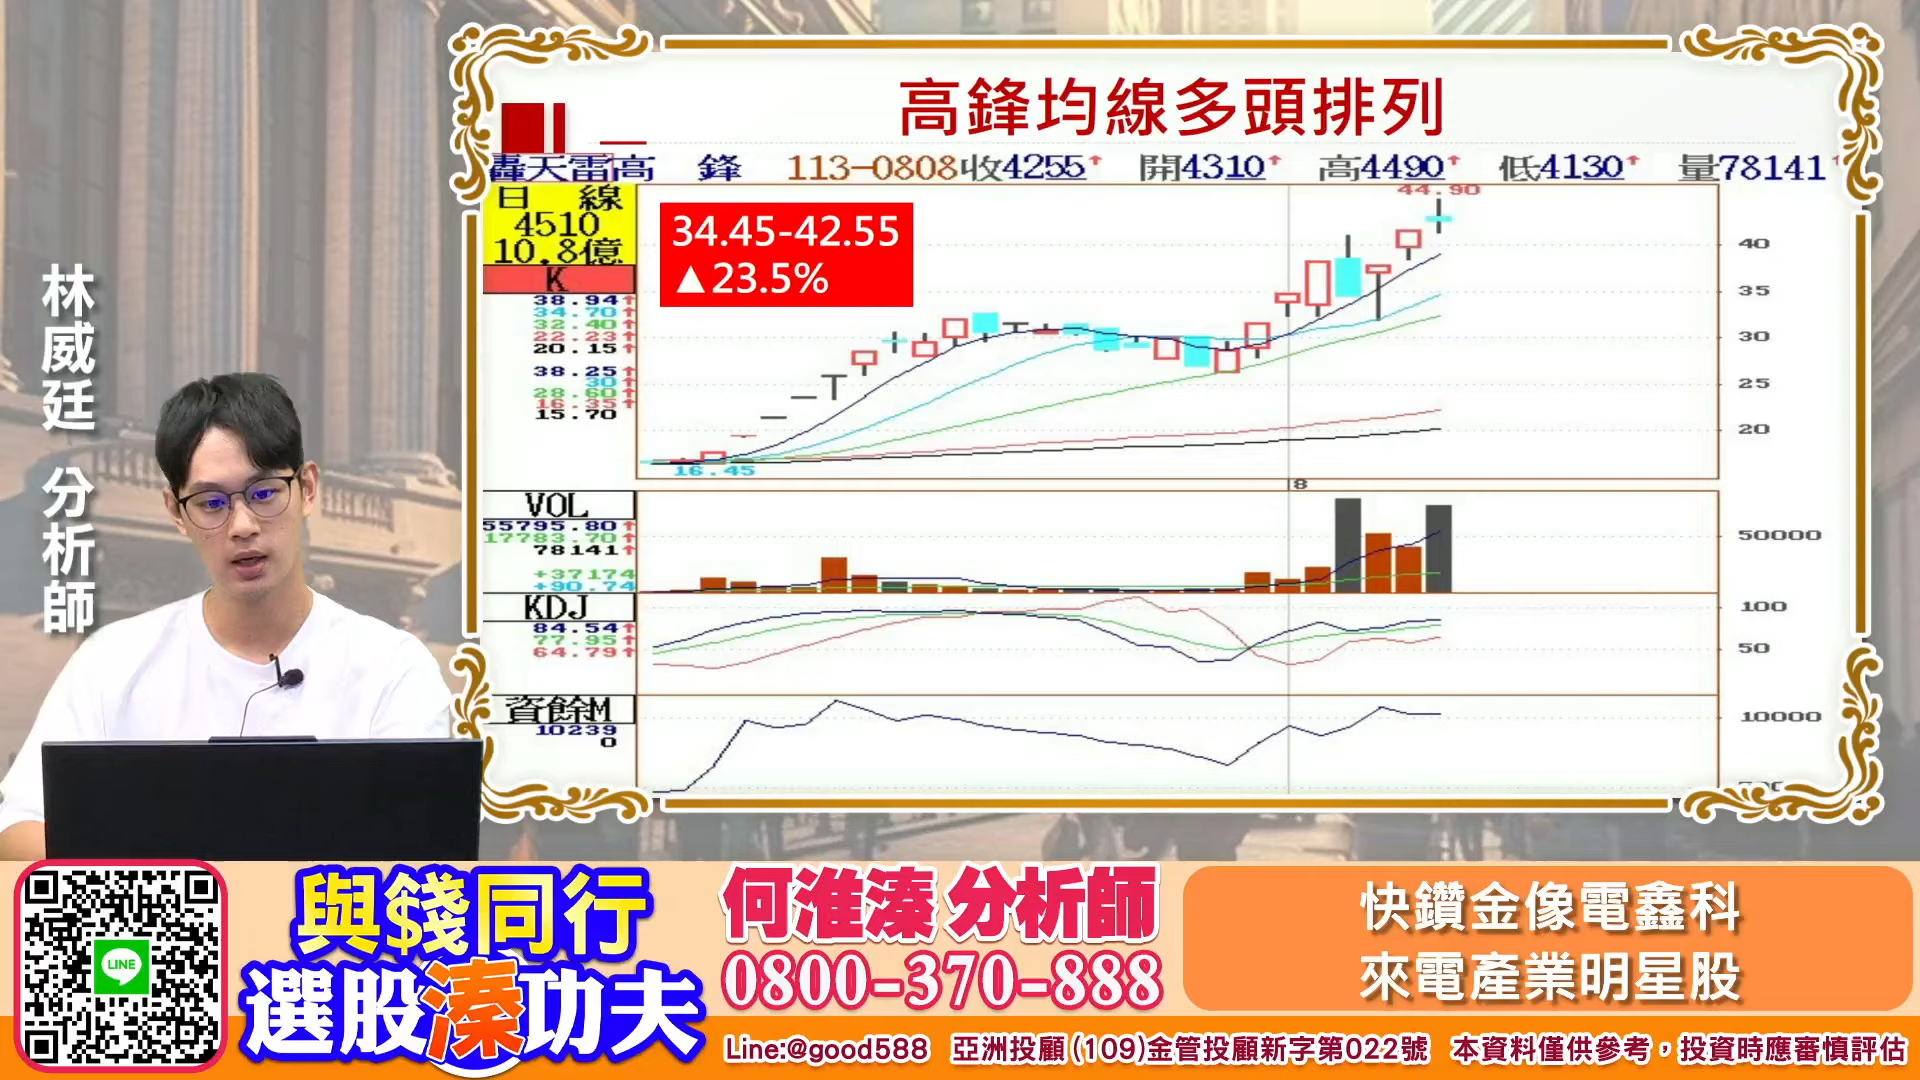 高鋒均線多頭排列
轟天雷高 鋒 113-0808收4255↑ 開4310↑ 高4490↑ 低4130↑ 量78141↑
日 線
4510
10.8億
K
38.94↑
34.70↑
32.40↑
22.23↑
20.15↑
38.25↑
30↑
28.60↑
16.35↑
15.70
34.45-42.55
▲23.5%
44.90
16.45
40
35
30
25
20
8
VOL
55795.80↑
17783.70↑
78141↑
+37174
+90.74
50000
KDJ
84.54↑
77.95↑
64.79↑
100
50
資餘M
10239
0
10000
林威廷 分析師
LINE
與$錢同行
選股溱功夫
何淮溱 分析師
0800-370-888
快鑽金像電鑫科
來電產業明星股
Line:@good588 亞洲投顧 (109)金管投顧新字第022號 本資料僅供參考，投資時應審慎評估